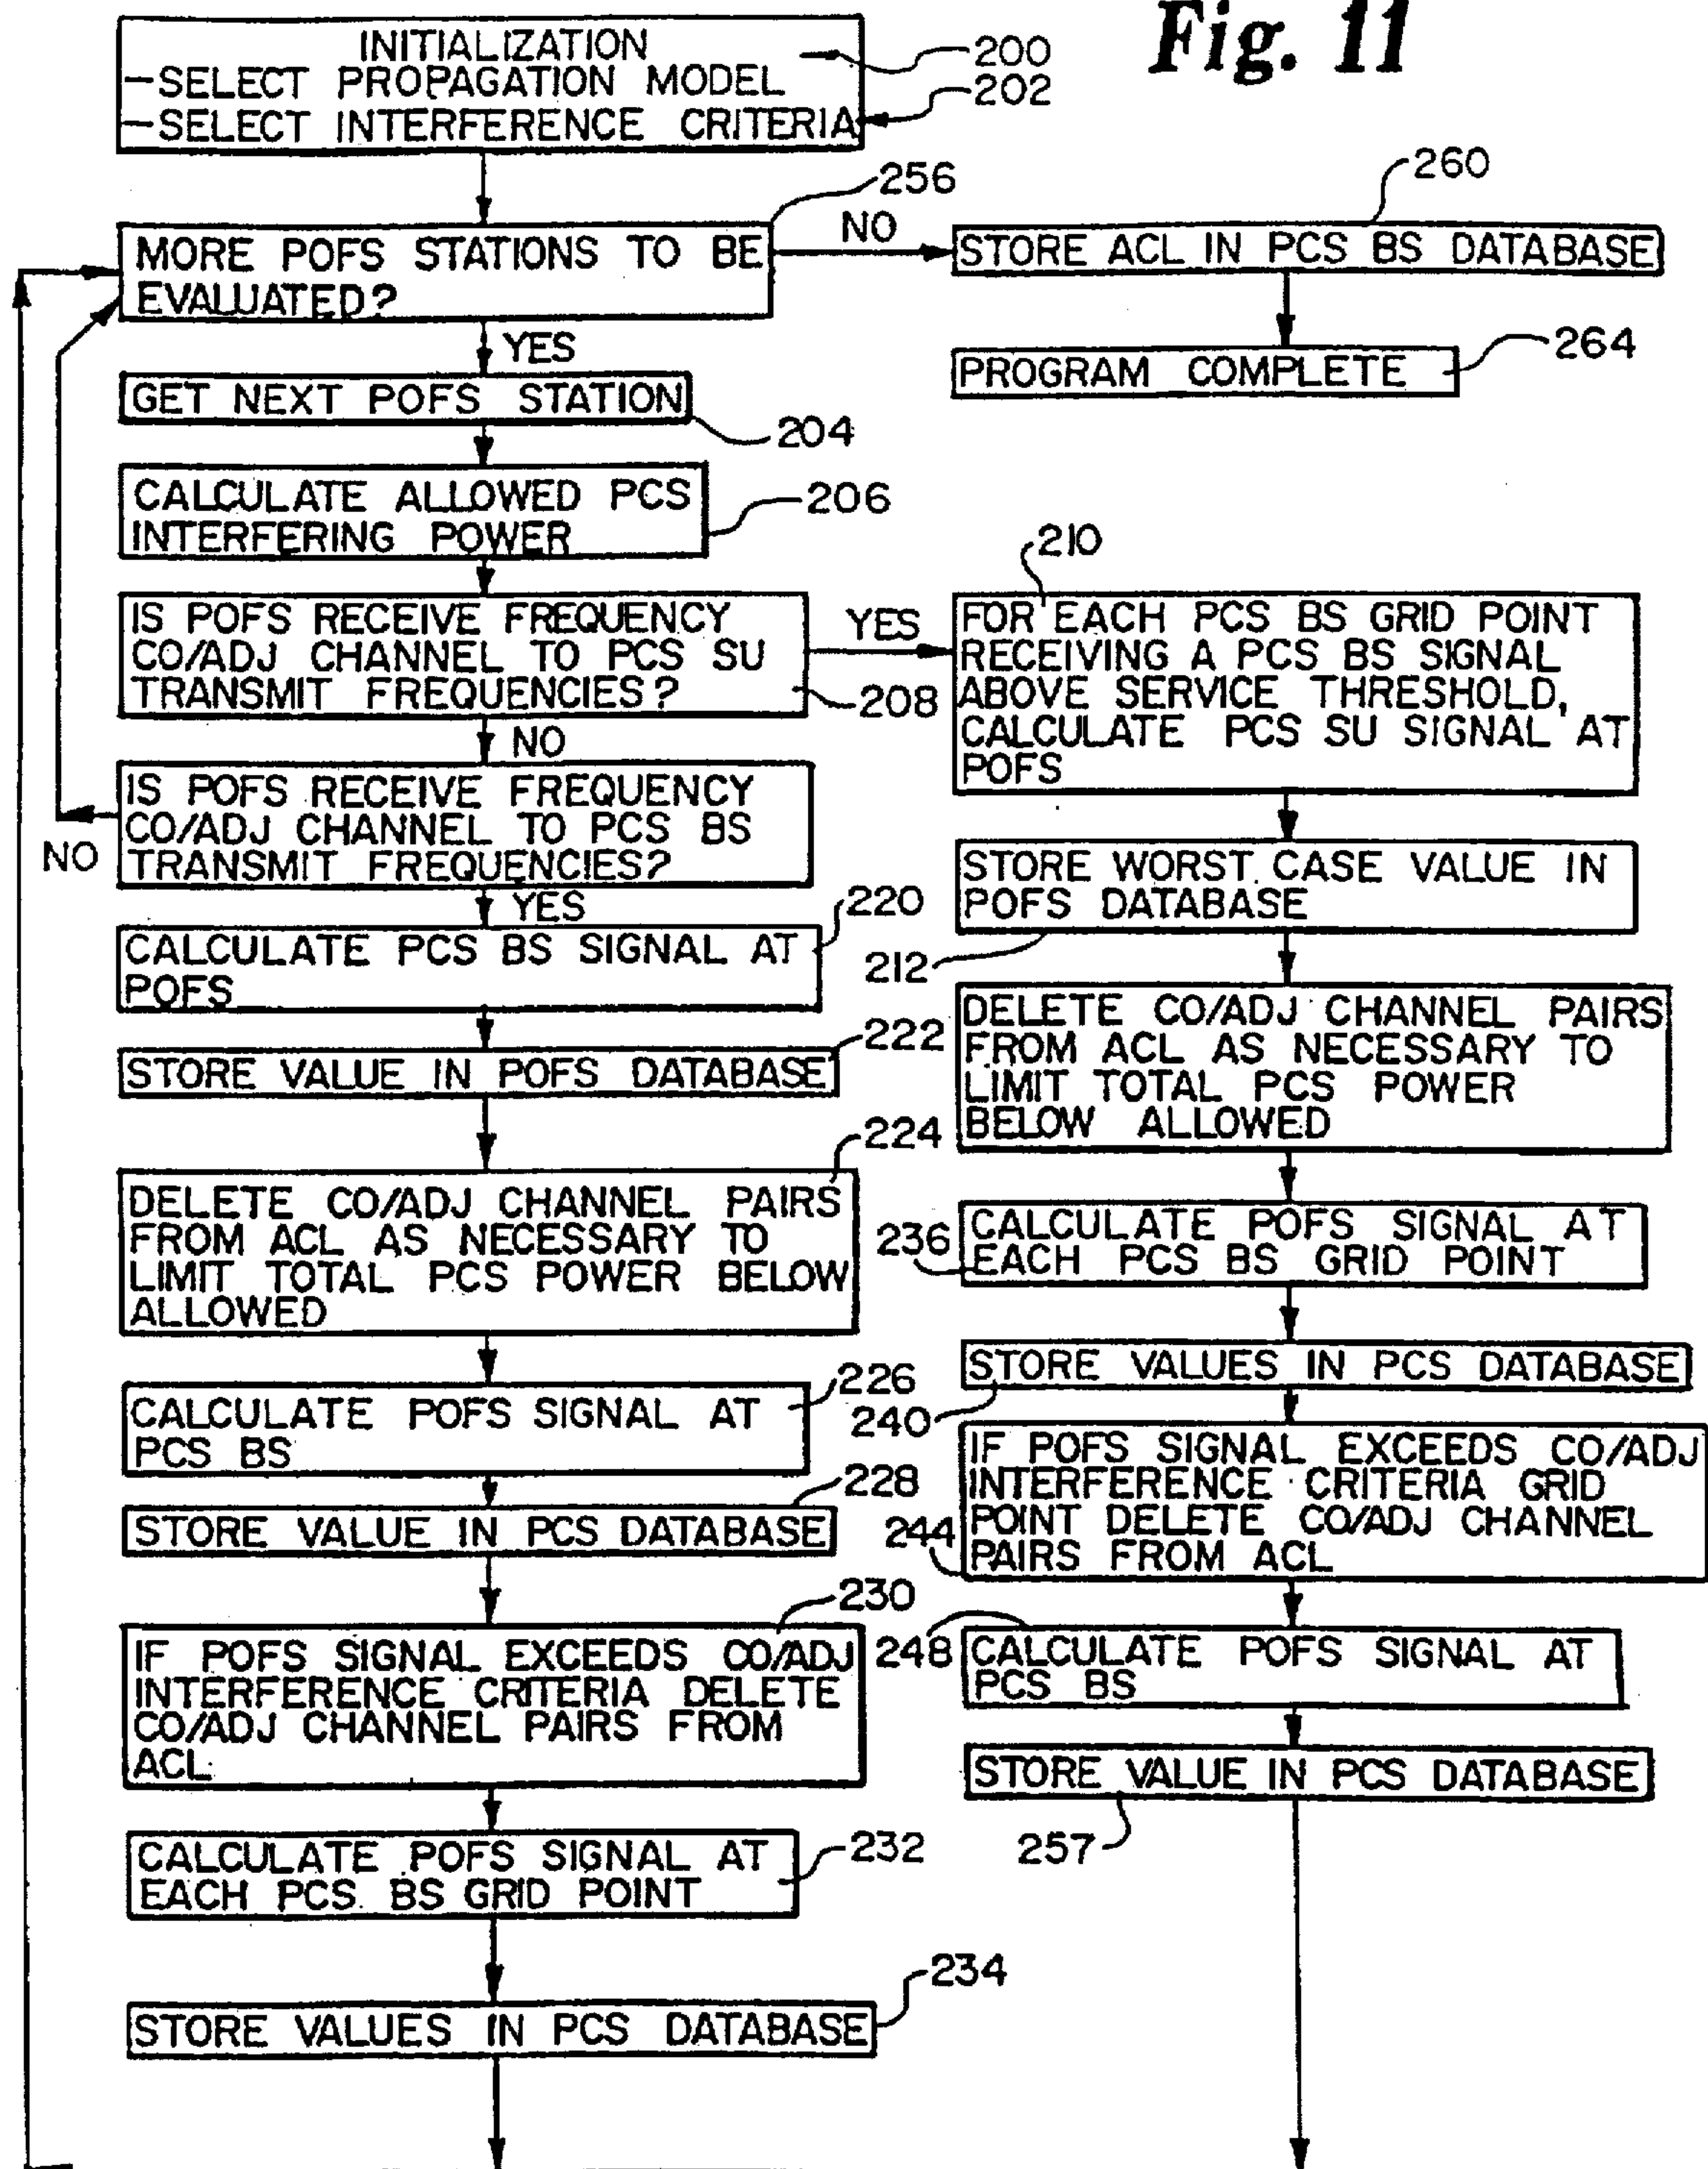 Fig. 11
INITIALIZATION
—SELECT PROPAGATION MODEL
—SELECT INTERFERENCE CRITERIA
200
202
256
MORE POFS STATIONS TO BE
EVALUATED?
NO
260
STORE ACL IN PCS BS DATABASE
264
PROGRAM COMPLETE
YES
GET NEXT POFS STATION
204
CALCULATE ALLOWED PCS
INTERFERING POWER
206
IS POFS RECEIVE FREQUENCY
CO/ADJ CHANNEL TO PCS SU
TRANSMIT FREQUENCIES?
208
YES
210
FOR EACH PCS BS GRID POINT
RECEIVING A PCS BS SIGNAL
ABOVE SERVICE THRESHOLD,
CALCULATE PCS SU SIGNAL AT
POFS
NO
IS POFS RECEIVE FREQUENCY
CO/ADJ CHANNEL TO PCS BS
TRANSMIT FREQUENCIES?
NO
YES
STORE WORST CASE VALUE IN
POFS DATABASE
212
220
CALCULATE PCS BS SIGNAL AT
POFS
222
STORE VALUE IN POFS DATABASE
DELETE CO/ADJ CHANNEL PAIRS
FROM ACL AS NECESSARY TO
LIMIT TOTAL PCS POWER
BELOW ALLOWED
224
DELETE CO/ADJ CHANNEL PAIRS
FROM ACL AS NECESSARY TO
LIMIT TOTAL PCS POWER BELOW
ALLOWED
236
CALCULATE POFS SIGNAL AT
EACH PCS BS GRID POINT
226
CALCULATE POFS SIGNAL AT
PCS BS
STORE VALUES IN PCS DATABASE
240
228
STORE VALUE IN PCS DATABASE
IF POFS SIGNAL EXCEEDS CO/ADJ
INTERFERENCE CRITERIA GRID
POINT DELETE CO/ADJ CHANNEL
PAIRS FROM ACL
244
230
IF POFS SIGNAL EXCEEDS CO/ADJ
INTERFERENCE CRITERIA DELETE
CO/ADJ CHANNEL PAIRS FROM
ACL
248
CALCULATE POFS SIGNAL AT
PCS BS
STORE VALUE IN PCS DATABASE
257
CALCULATE POFS SIGNAL AT
EACH PCS BS GRID POINT
232
234
STORE VALUES IN PCS DATABASE